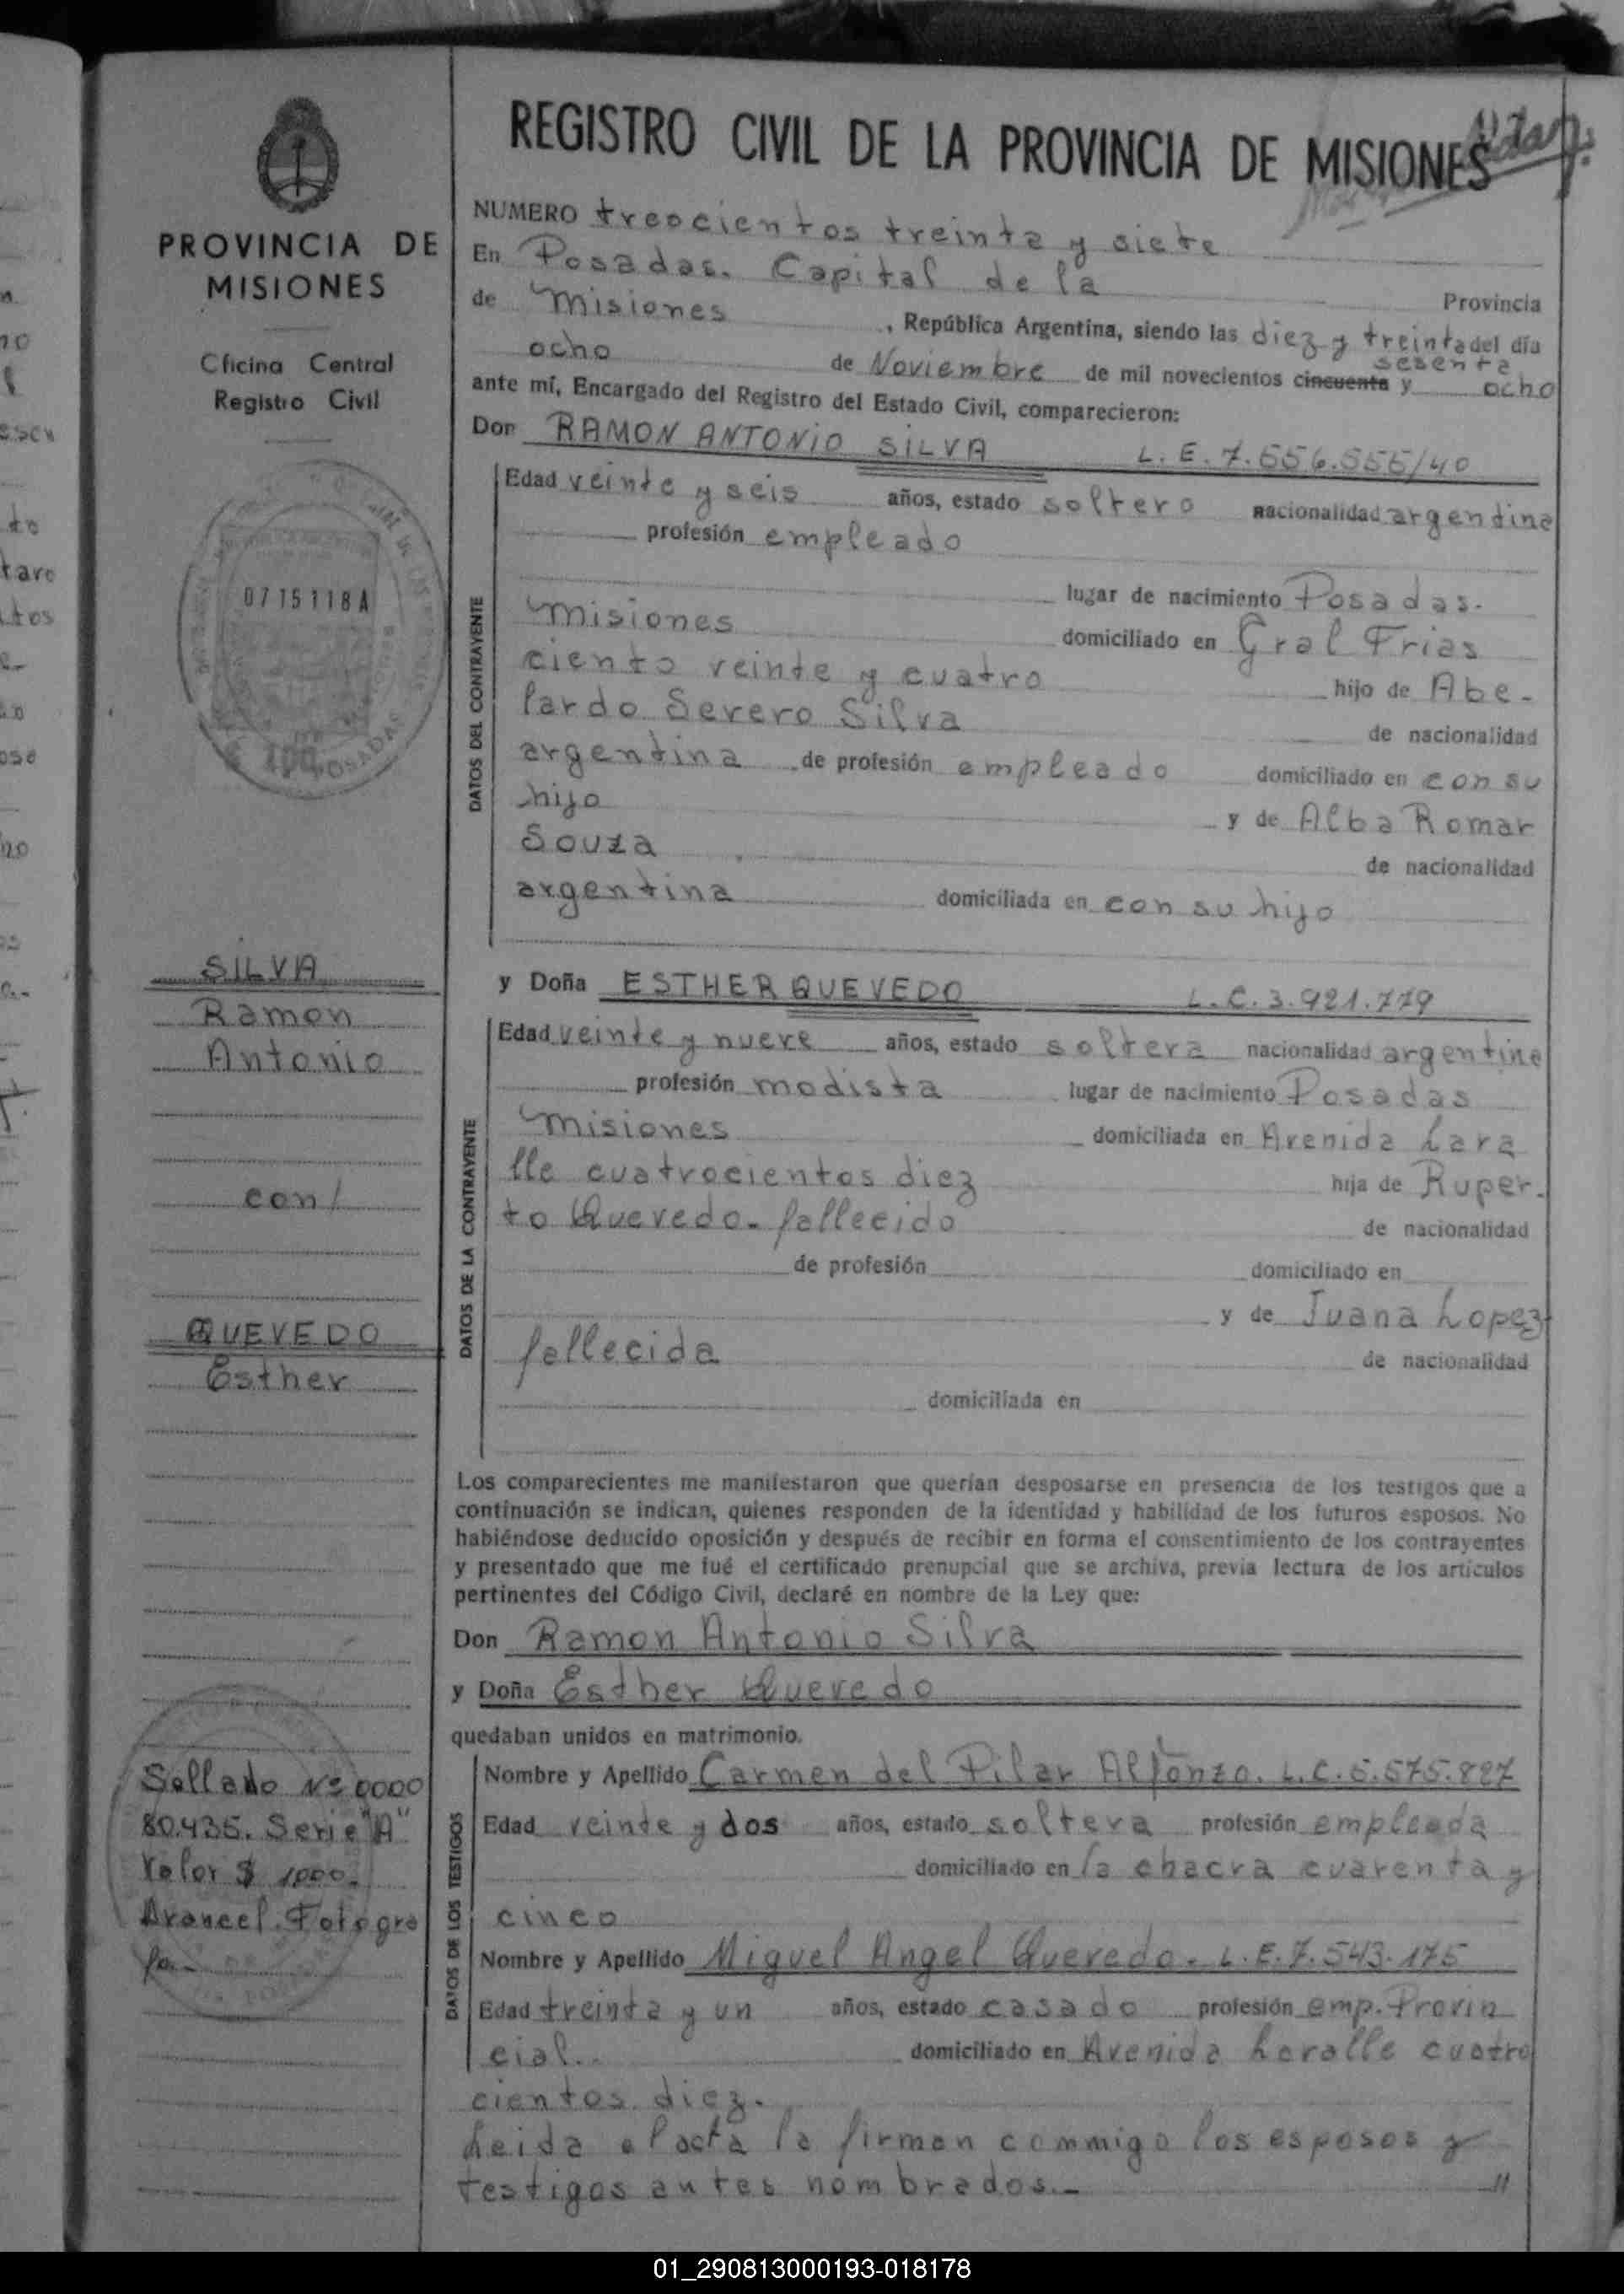 REGISTRO CIVIL DE LA PROVINCIA DE MISIONES
PROVINCIA DE
MISIONES
Oficina Central
Registro Civil
07151 18A
POSADAS
SILVA
Ramon
Antonio
con/
QUEVEDO
Esther
Sellado Nº 0000
80.435. Serie "A"
Valor $ 1000.
Arancel. Fotogra
fa.-
NUMERO trescientos treinta y siete
En Posadas. Capital de la Provincia
de Misiones, República Argentina, siendo las diez y treinta del día
ocho de Noviembre de mil novecientos cincuenta sesenta y ocho
ante mí, Encargado del Registro del Estado Civil, comparecieron:
Don RAMON ANTONIO SILVA L. E. 7.556.555/40
DATOS DEL CONTRAYENTE
Edad veinte y seis años, estado soltero nacionalidad argentina
profesión empleado
lugar de nacimiento Posadas.
Misiones domiciliado en Gral Frias
ciento veinte y cuatro hijo de Abe-
lardo Severo Silva de nacionalidad
argentina de profesión empleado domiciliado en con su
hijo y de Alba Romar
Souza de nacionalidad
argentina domiciliada en con su hijo
y Doña ESTHER QUEVEDO L.C. 3.921.779
DATOS DE LA CONTRAYENTE
Edad veinte y nueve años, estado soltera nacionalidad argentina
profesión modista lugar de nacimiento Posadas
Misiones domiciliada en Avenida Lara
lle cuatrocientos diez hija de Ruper-
to Quevedo- fallecido de nacionalidad
de profesión domiciliado en
y de Juana Lopez
fallecida de nacionalidad
domiciliada en
Los comparecientes me manifestaron que querían desposarse en presencia de los testigos que a
continuación se indican, quienes responden de la identidad y habilidad de los futuros esposos. No
habiéndose deducido oposición y después de recibir en forma el consentimiento de los contrayentes
y presentado que me fué el certificado prenupcial que se archiva, previa lectura de los artículos
pertinentes del Código Civil, declaré en nombre de la Ley que:
Don Ramon Antonio Silva
y Doña Esther Quevedo
quedaban unidos en matrimonio.
DATOS DE LOS TESTIGOS
Nombre y Apellido Carmen del Pilar Alfonzo. L.C. 5.575.827
Edad veinte y dos años, estado soltera profesión empleada
domiciliado en la chacra cuarenta y
cinco
Nombre y Apellido Miguel Angel Quevedo- L.E. 7.543.175
Edad treinta y un años, estado casado profesión emp. Provin
cial. domiciliado en Avenida Laralle cuatro
cientos diez.
Leida el acta la firman conmigo los esposos y
testigos antes nombrados.- //
01_290813000193-018178